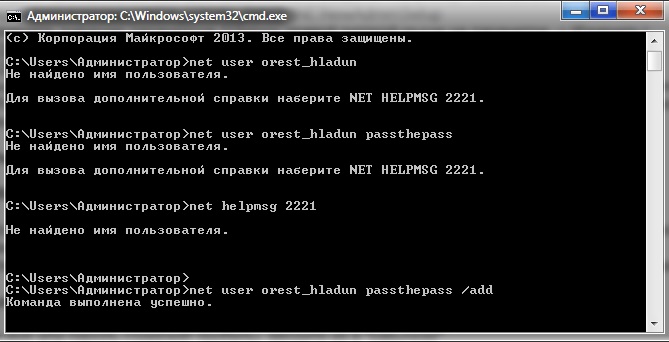 Администратор: C:\Windows\system32\cmd.exe
(c) Корпорация Майкрософт 2013. Все права защищены.
C:\Users\Администратор>net user orest_hladun
Не найдено имя пользователя.
Для вызова дополнительной справки наберите NET HELPMSG 2221.
C:\Users\Администратор>net user orest_hladun passthepass
Не найдено имя пользователя.
Для вызова дополнительной справки наберите NET HELPMSG 2221.
C:\Users\Администратор>net helpmsg 2221
Не найдено имя пользователя.
C:\Users\Администратор>
C:\Users\Администратор>net user orest_hladun passthepass /add
Команда выполнена успешно.